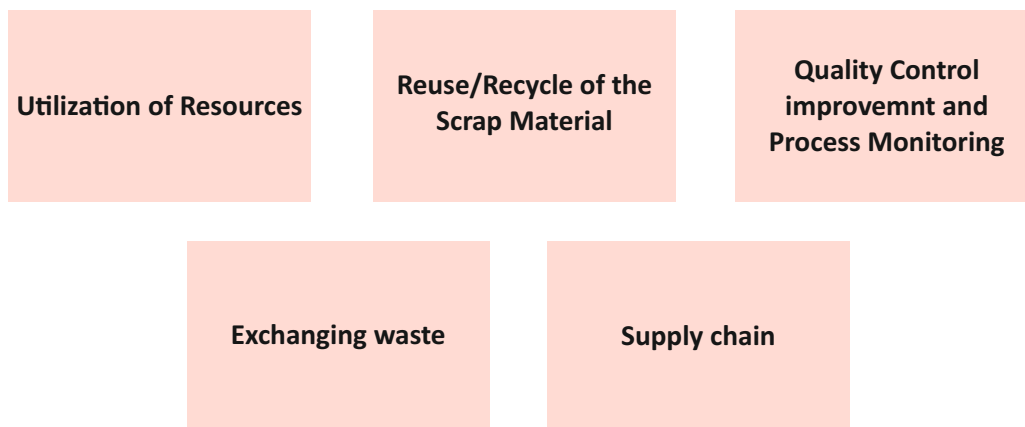 Utilization of Resources
Reuse/Recycle of the
Scrap Material
Quality Control
improvemnt and
Process Monitoring
Exchanging waste
Supply chain